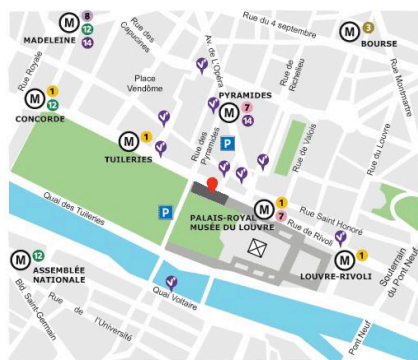 8
M
12
MADELEINE
14
Rue des
Capucines
Av. de L'Opéra
Rue du 4 septembre
3
M
BOURSE
Rue Royale
Place
Vendôme
Rue de
Richelieu
Rue Montmartre
M
1
12
CONCORDE
PYRAMIDES
M
7
14
M
1
TUILERIES
Rue des
Pyramides
P
Rue de Valois
Rue du Louvre
Quai des Tuileries
P
PALAIS-ROYAL
MUSÉE DU LOUVRE
M
1
7
Rue Saint Honoré
Rue de Rivoli
M
12
ASSEMBLÉE
NATIONALE
M
1
LOUVRE-RIVOLI
Souterrain
du Pont Neuf
Quai Voltaire
Bld. Saint-Germain
Rue de
l'Université
Pont Neuf